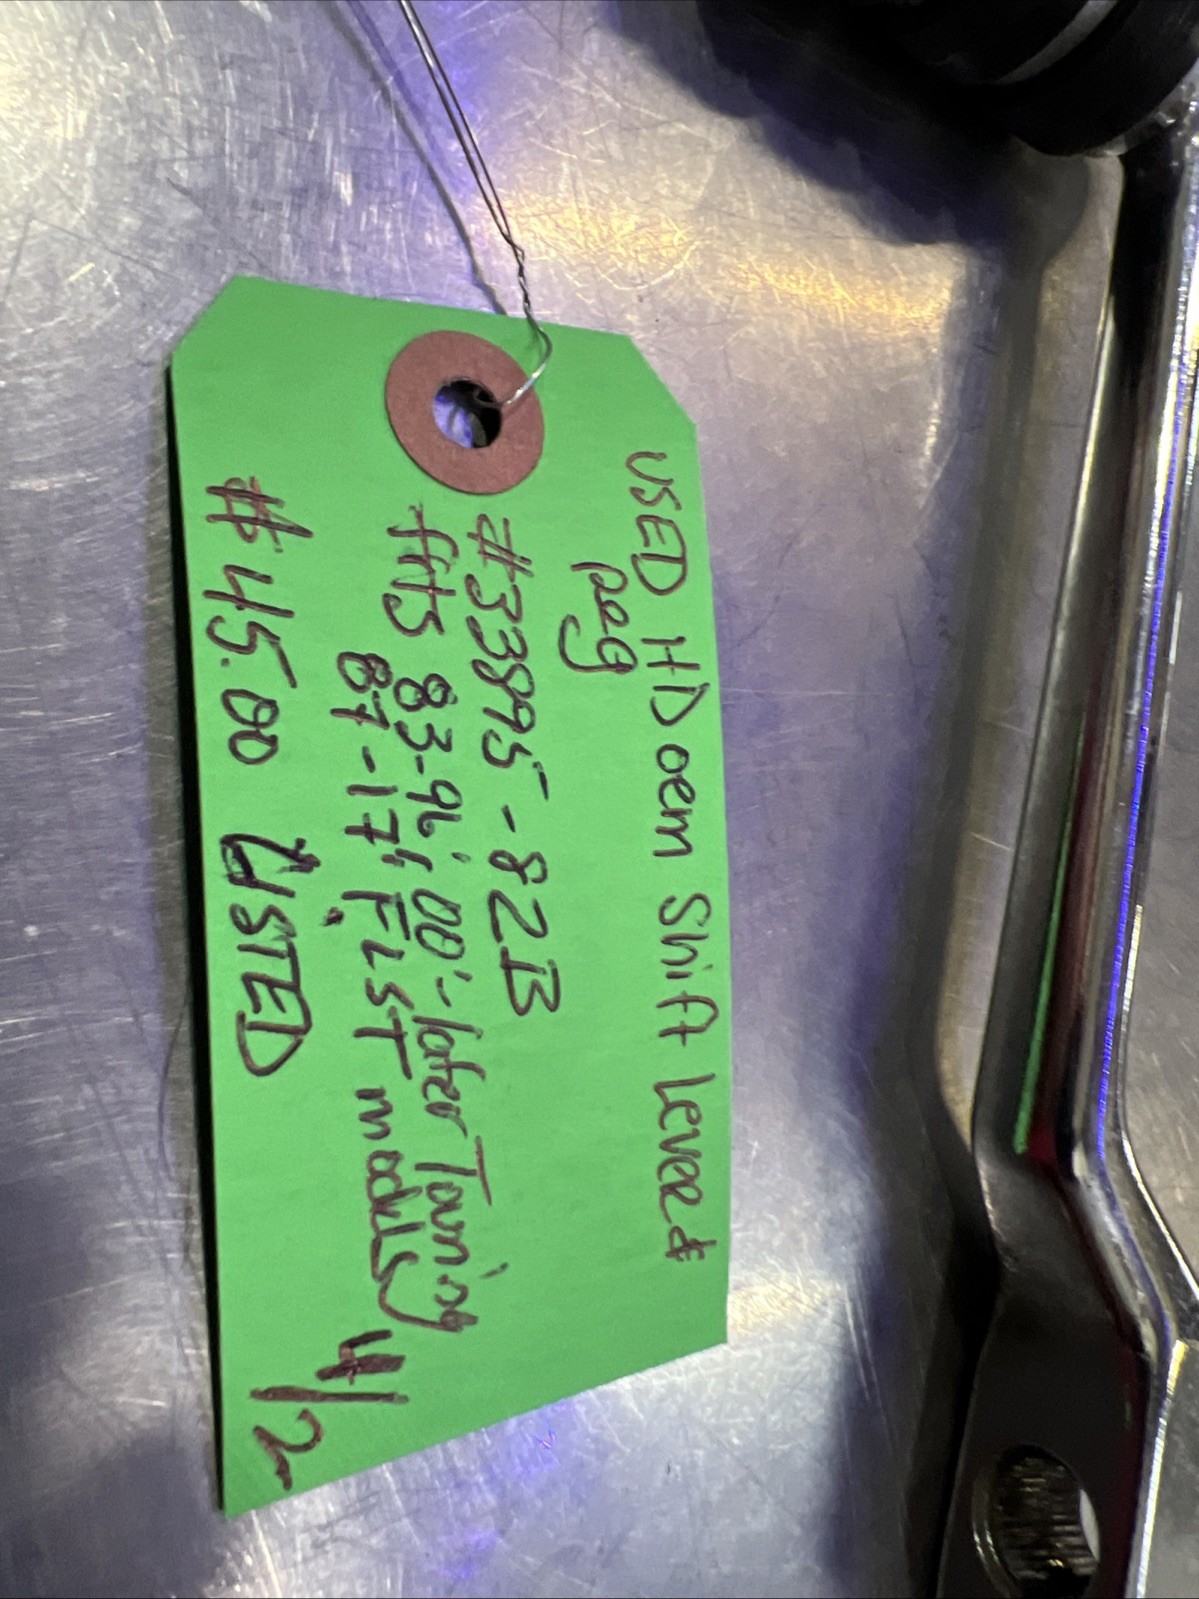 USED HD oem Shift Lever &
peg
#33895-82B
fits 83-96' 00'-later Touring
87-17' FLST models
$45.00 USED
4/2